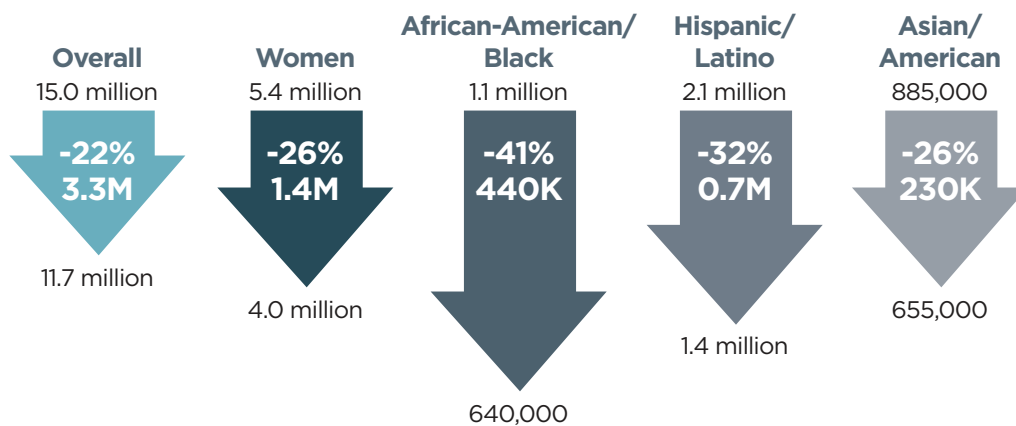 Overall
15.0 million
-22%
3.3M
11.7 million
Women
5.4 million
-26%
1.4M
4.0 million
African-American/
Black
1.1 million
-41%
440K
640,000
Hispanic/
Latino
2.1 million
-32%
0.7M
1.4 million
Asian/
American
885,000
-26%
230K
655,000